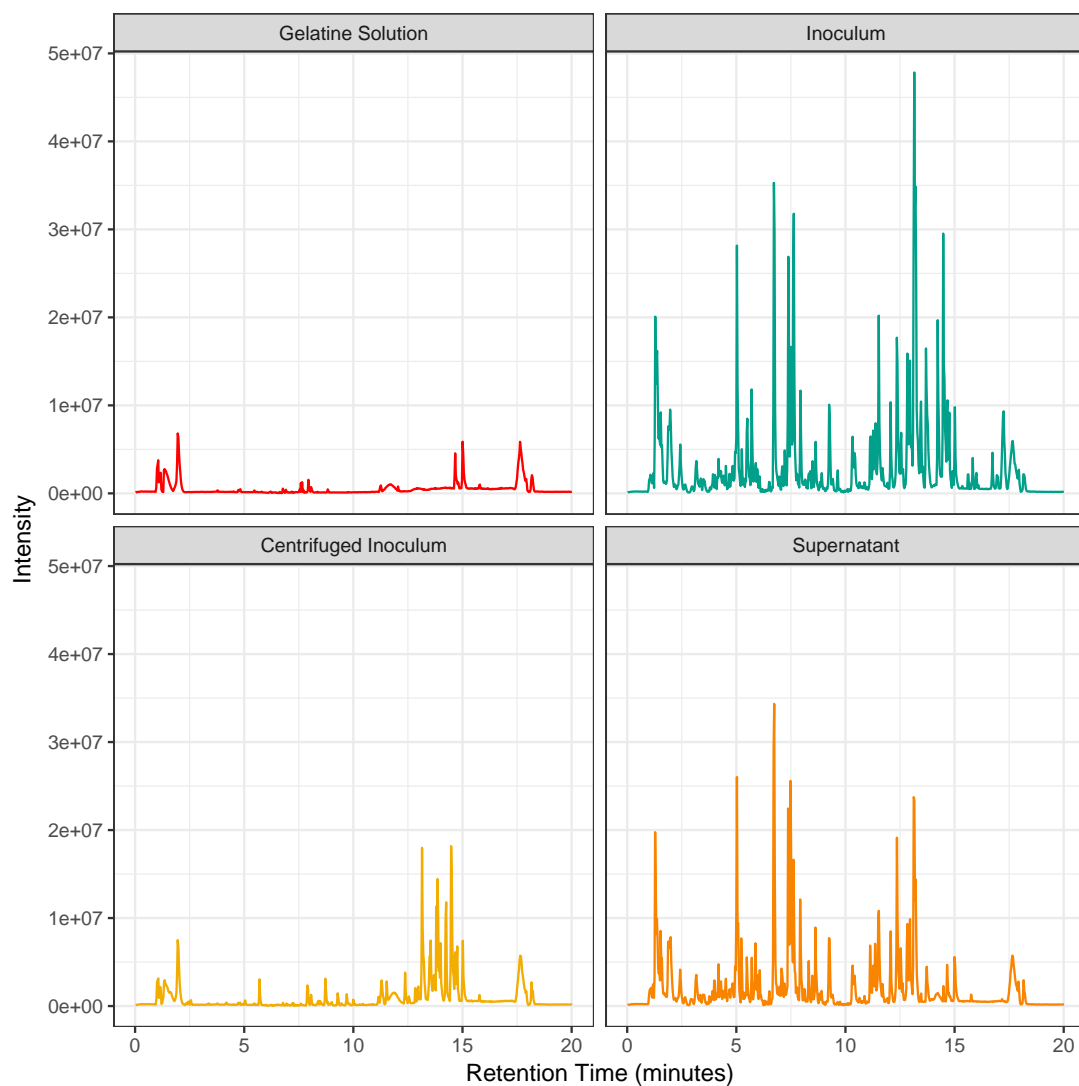 Gelatine Solution
Inoculum
5e+07
4e+07
3e+07
2e+07
1e+07
0e+00
Centrifuged Inoculum
Supernatant
5e+07
4e+07
3e+07
2e+07
1e+07
0e+00
Intensity
0 5 10 15 20
0 5 10 15 20
Retention Time (minutes)